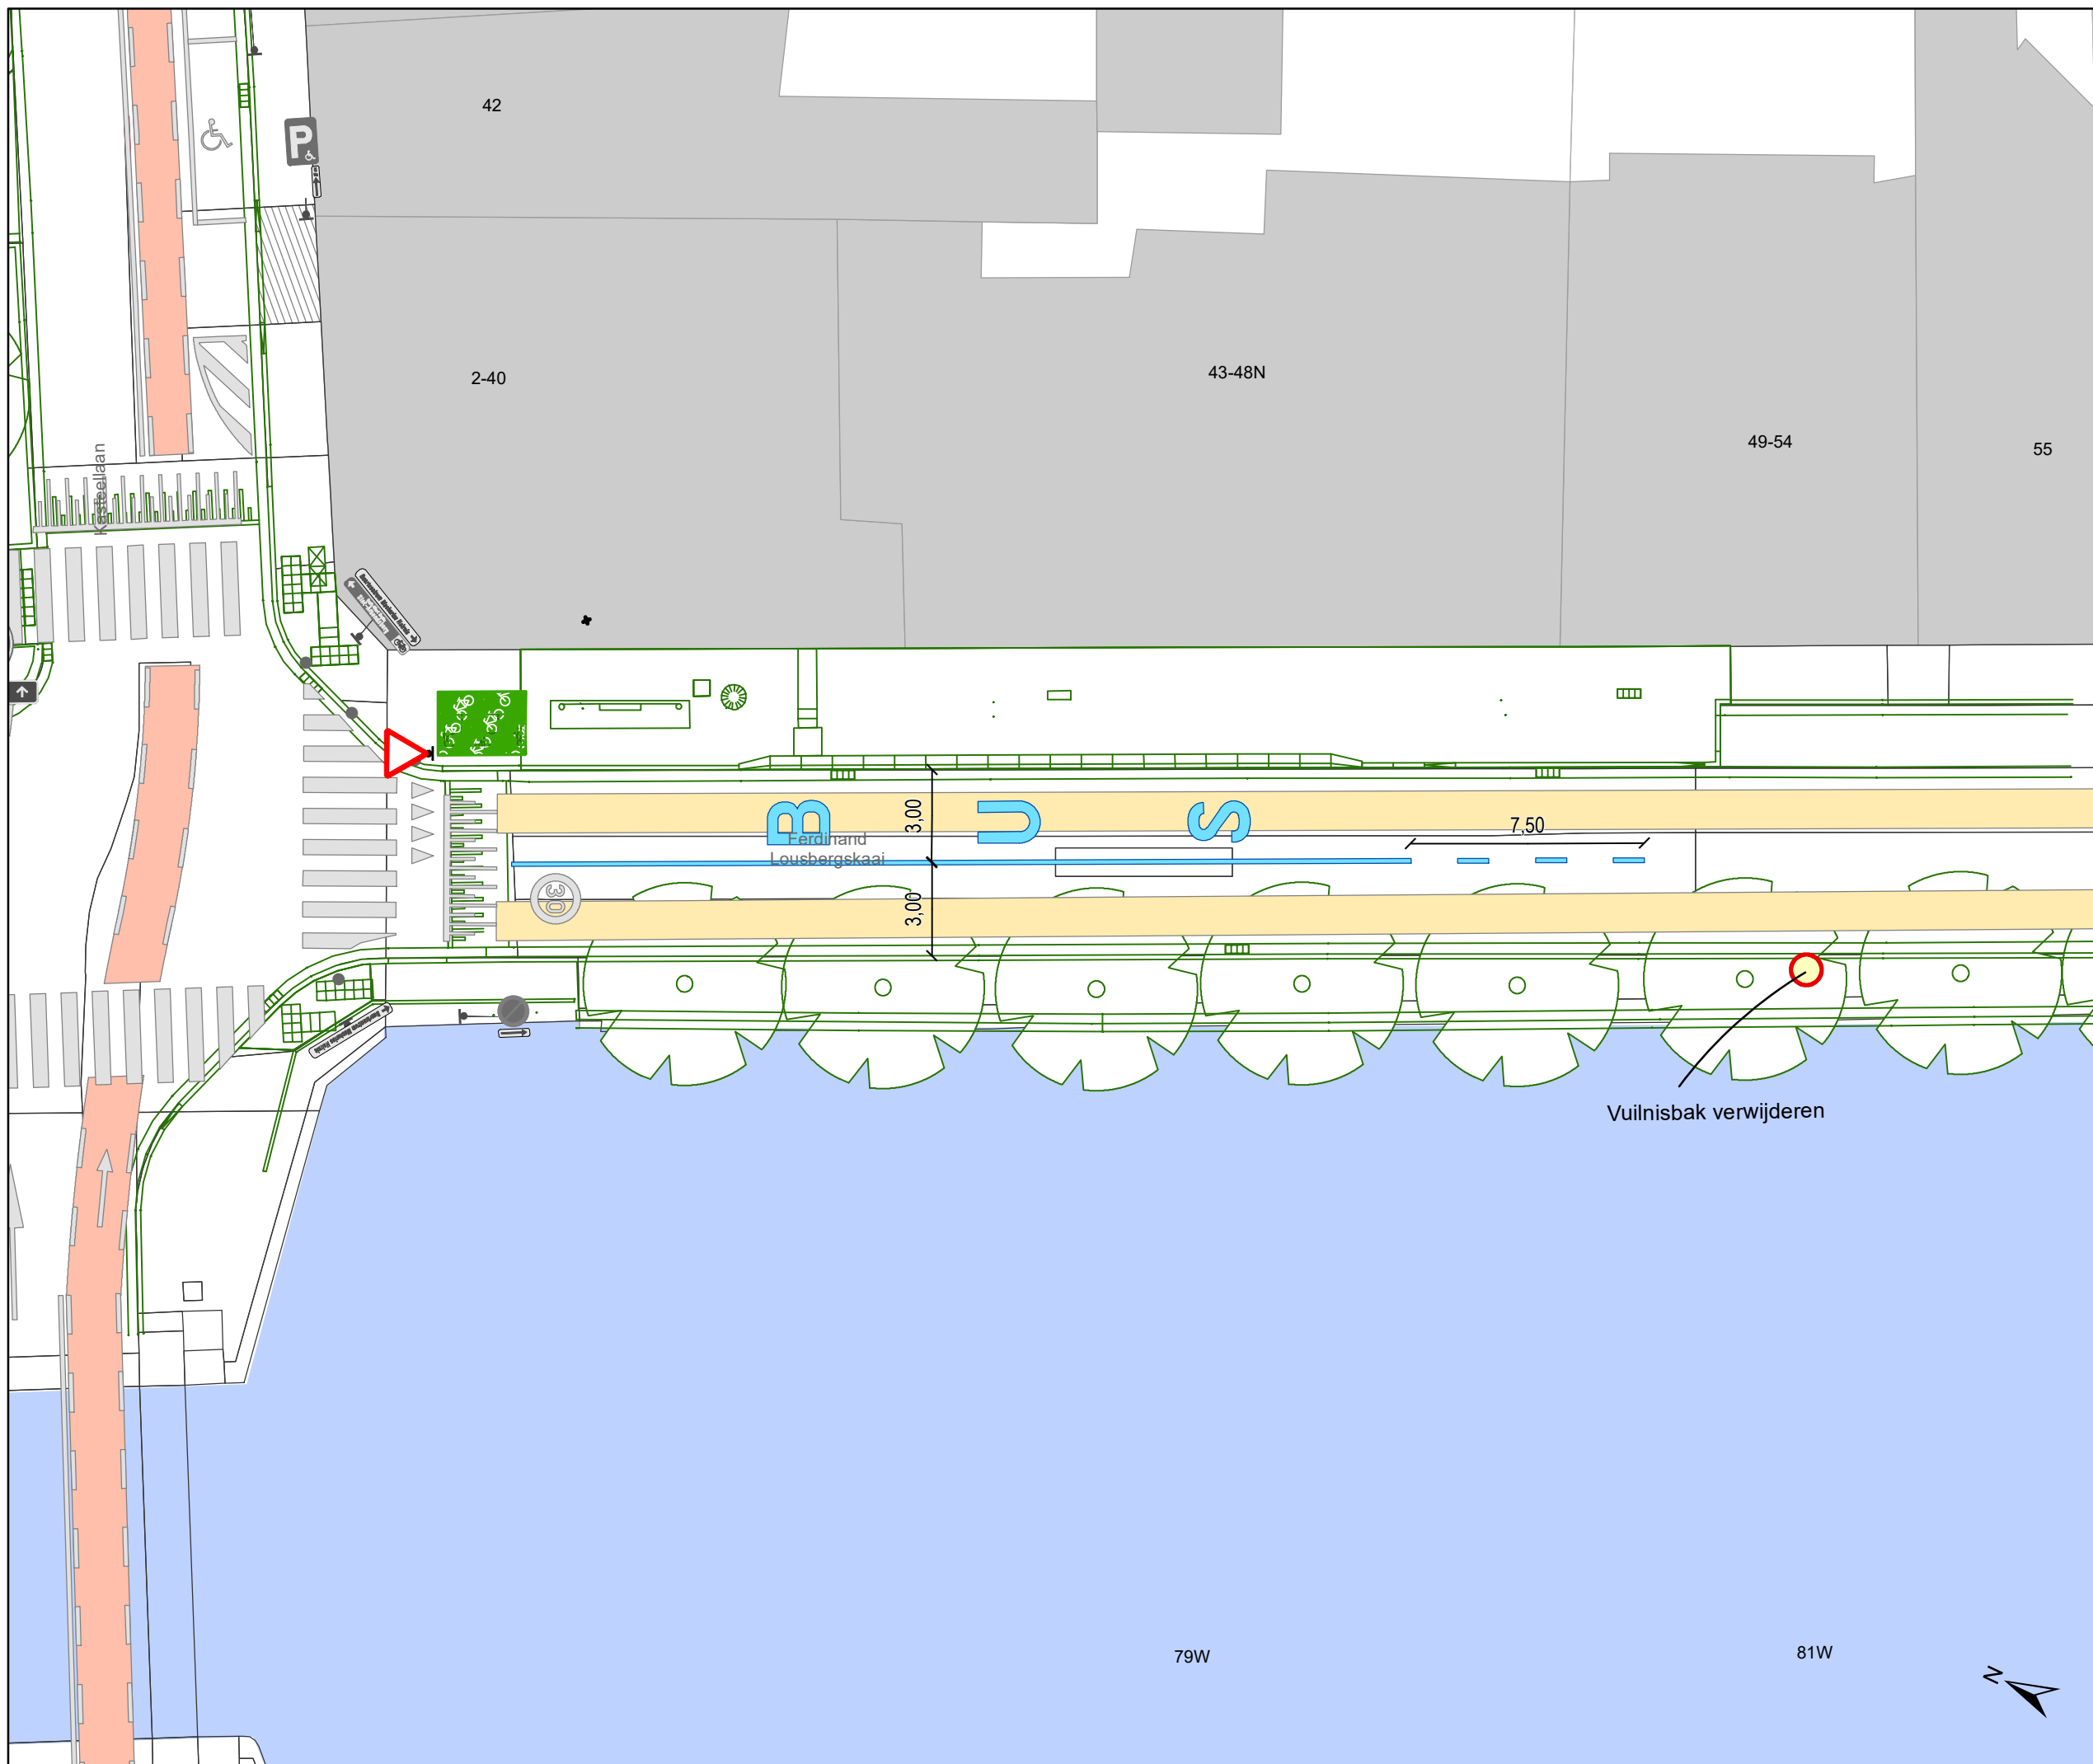 42
P
2-40
43-48N
49-54
55
Kasteellaan
B U S
3,00
7,50
Ferdinand
Lousbergskaai
30
3,00
Vuilnisbak verwijderen
79W
81W
N